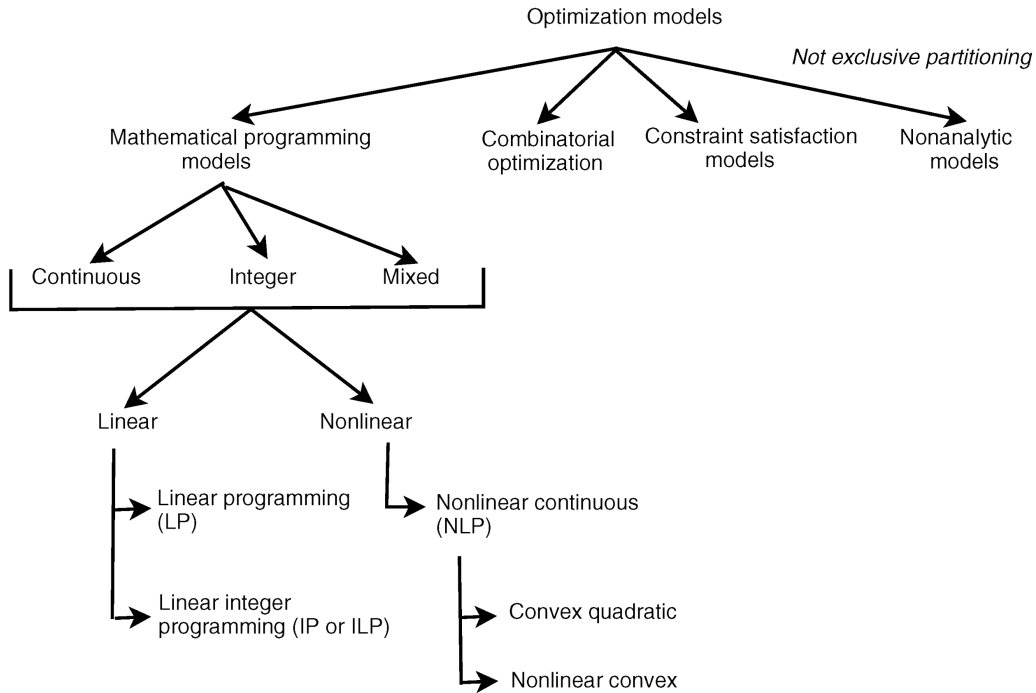 Optimization models
Not exclusive partitioning
Mathematical programming
models
Combinatorial
optimization
Constraint satisfaction
models
Nonanalytic
models
Continuous
Integer
Mixed
Linear
Nonlinear
Linear programming
(LP)
Nonlinear continuous
(NLP)
Linear integer
programming (IP or ILP)
Convex quadratic
Nonlinear convex